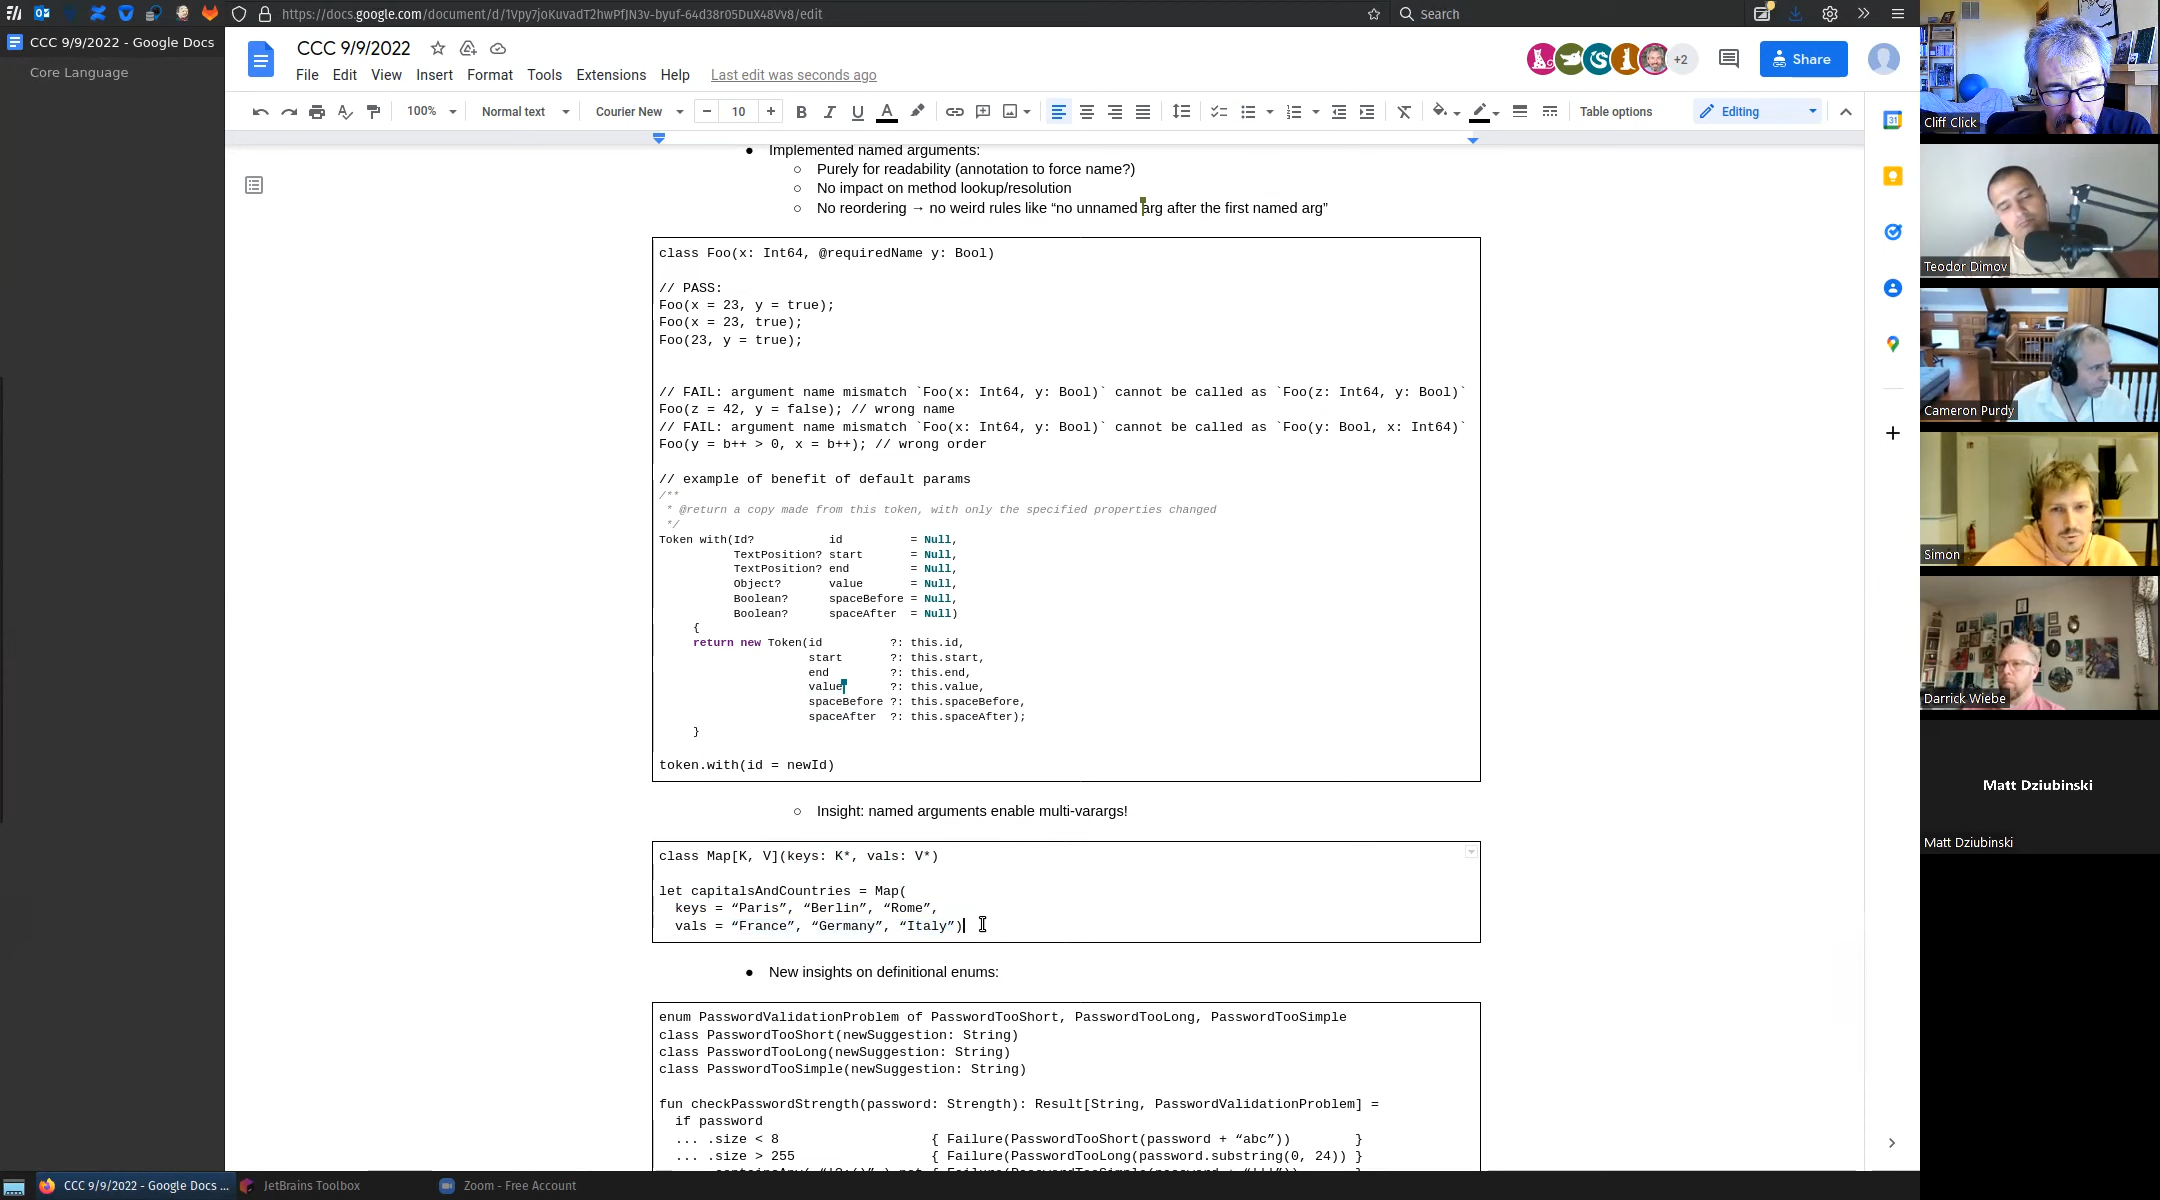 https://docs.google.com/document/d/1Vpy7joKuvadT2hwPfJN3v-byuf-64d38r05DuX48Vv8/edit
Search
CCC 9/9/2022 - Google Docs
Core Language
CCC 9/9/2022
File Edit View Insert Format Tools Extensions Help Last edit was seconds ago
+2
Share
100% Normal text Courier New 10 Table options Editing
● Implemented named arguments:
○ Purely for readability (annotation to force name?)
○ No impact on method lookup/resolution
○ No reordering → no weird rules like “no unnamed arg after the first named arg”
class Foo(x: Int64, @requiredName y: Bool)
// PASS:
Foo(x = 23, y = true);
Foo(x = 23, true);
Foo(23, y = true);
// FAIL: argument name mismatch `Foo(x: Int64, y: Bool)` cannot be called as `Foo(z: Int64, y: Bool)`
Foo(z = 42, y = false); // wrong name
// FAIL: argument name mismatch `Foo(x: Int64, y: Bool)` cannot be called as `Foo(y: Bool, x: Int64)`
Foo(y = b++ > 0, x = b++); // wrong order
// example of benefit of default params
/**
* @return a copy made from this token, with only the specified properties changed
*/
Token with(Id? id = Null,
TextPosition? start = Null,
TextPosition? end = Null,
Object? value = Null,
Boolean? spaceBefore = Null,
Boolean? spaceAfter = Null)
{
return new Token(id ?: this.id,
start ?: this.start,
end ?: this.end,
value ?: this.value,
spaceBefore ?: this.spaceBefore,
spaceAfter ?: this.spaceAfter);
}
token.with(id = newId)
○ Insight: named arguments enable multi-varargs!
class Map[K, V](keys: K*, vals: V*)
let capitalsAndCountries = Map(
keys = “Paris”, “Berlin”, “Rome”,
vals = “France”, “Germany”, “Italy”)
● New insights on definitional enums:
enum PasswordValidationProblem of PasswordTooShort, PasswordTooLong, PasswordTooSimple
class PasswordTooShort(newSuggestion: String)
class PasswordTooLong(newSuggestion: String)
class PasswordTooSimple(newSuggestion: String)
fun checkPasswordStrength(password: Strength): Result[String, PasswordValidationProblem] =
if password
... .size < 8 { Failure(PasswordTooShort(password + “abc”)) }
... .size > 255 { Failure(PasswordTooLong(password.substring(0, 24)) }
31
Cliff Click
Teodor Dimov
Cameron Purdy
Simon
Darrick Wiebe
Matt Dziubinski
Matt Dziubinski
CCC 9/9/2022 - Google Docs ...
JetBrains Toolbox
Zoom - Free Account